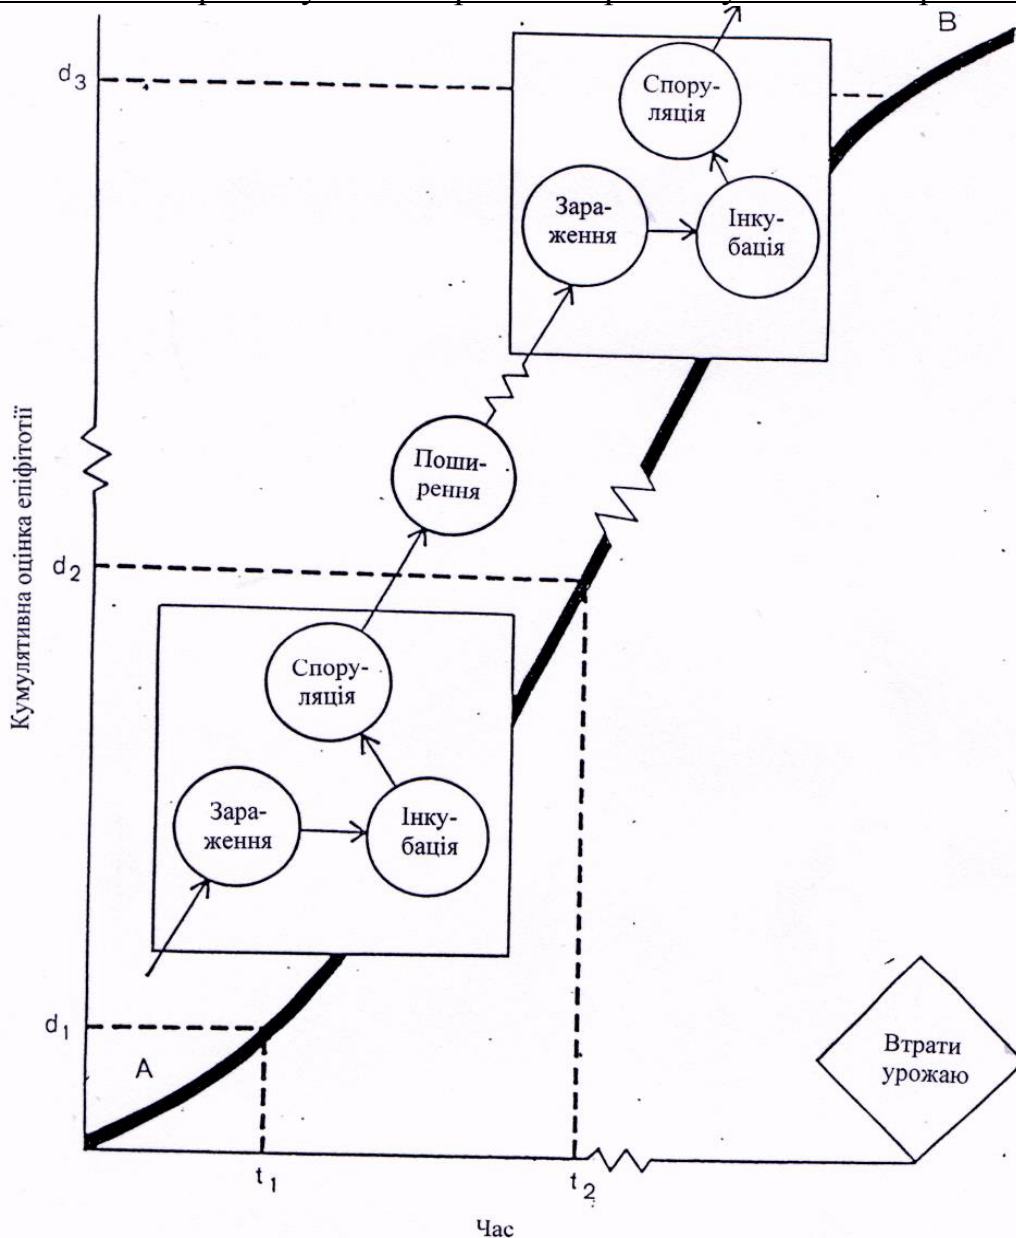 B
d3
Спору-
ляція
Зара-
ження
Інку-
бація
Поши-
рення
Кумулятивна оцінка епіфітотії
d2
Спору-
ляція
Зара-
ження
Інку-
бація
d1
A
Втрати
урожаю
t1
t2
Час